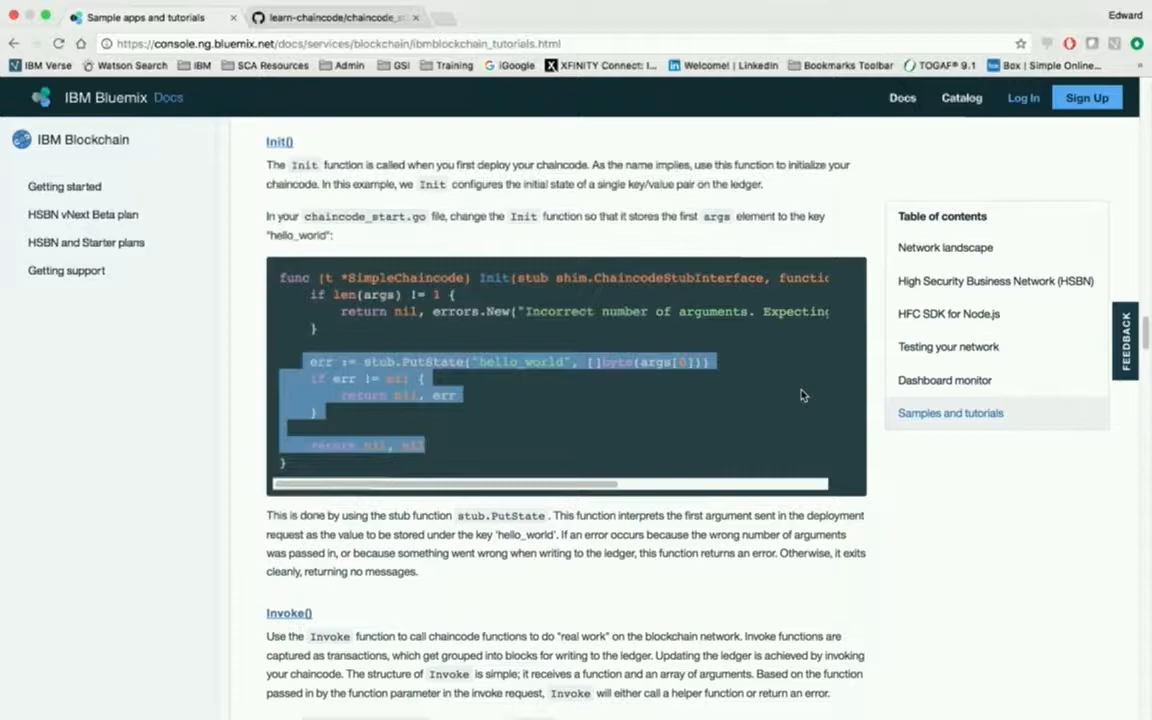 Sample apps and tutorials
learn-chaincode/chaincode_s
Edward
https://console.ng.bluemix.net/docs/services/blockchain/ibmblockchain_tutorials.html
IBM Verse Watson Search IBM SCA Resources Admin GSI Training iGoogle XFINITY Connect: I... Welcome! | LinkedIn Bookmarks Toolbar TOGAF® 9.1 Box | Simple Online... »
IBM Bluemix Docs
Docs Catalog Log In Sign Up
IBM Blockchain
Getting started
HSBN vNext Beta plan
HSBN and Starter plans
Getting support
Init()
The Init function is called when you first deploy your chaincode. As the name implies, use this function to initialize your
chaincode. In this example, we Init configures the initial state of a single key/value pair on the ledger.
In your chaincode_start.go file, change the Init function so that it stores the first args element to the key
"hello_world":
func (t *SimpleChaincode) Init(stub shim.ChaincodeStubInterface, functio
if len(args) != 1 {
return nil, errors.New("Incorrect number of arguments. Expecting
}
err := stub.PutState("hello_world", []byte(args[0]))
if err != nil {
return nil, err
}
return nil, nil
}
This is done by using the stub function stub.PutState . This function interprets the first argument sent in the deployment
request as the value to be stored under the key 'hello_world'. If an error occurs because the wrong number of arguments
was passed in, or because something went wrong when writing to the ledger, this function returns an error. Otherwise, it exits
cleanly, returning no messages.
Invoke()
Use the Invoke function to call chaincode functions to do "real work" on the blockchain network. Invoke functions are
captured as transactions, which get grouped into blocks for writing to the ledger. Updating the ledger is achieved by invoking
your chaincode. The structure of Invoke is simple; it receives a function and an array of arguments. Based on the function
passed in by the function parameter in the invoke request, Invoke will either call a helper function or return an error.
Table of contents
Network landscape
High Security Business Network (HSBN)
HFC SDK for Node.js
Testing your network
Dashboard monitor
Samples and tutorials
FEEDBACK